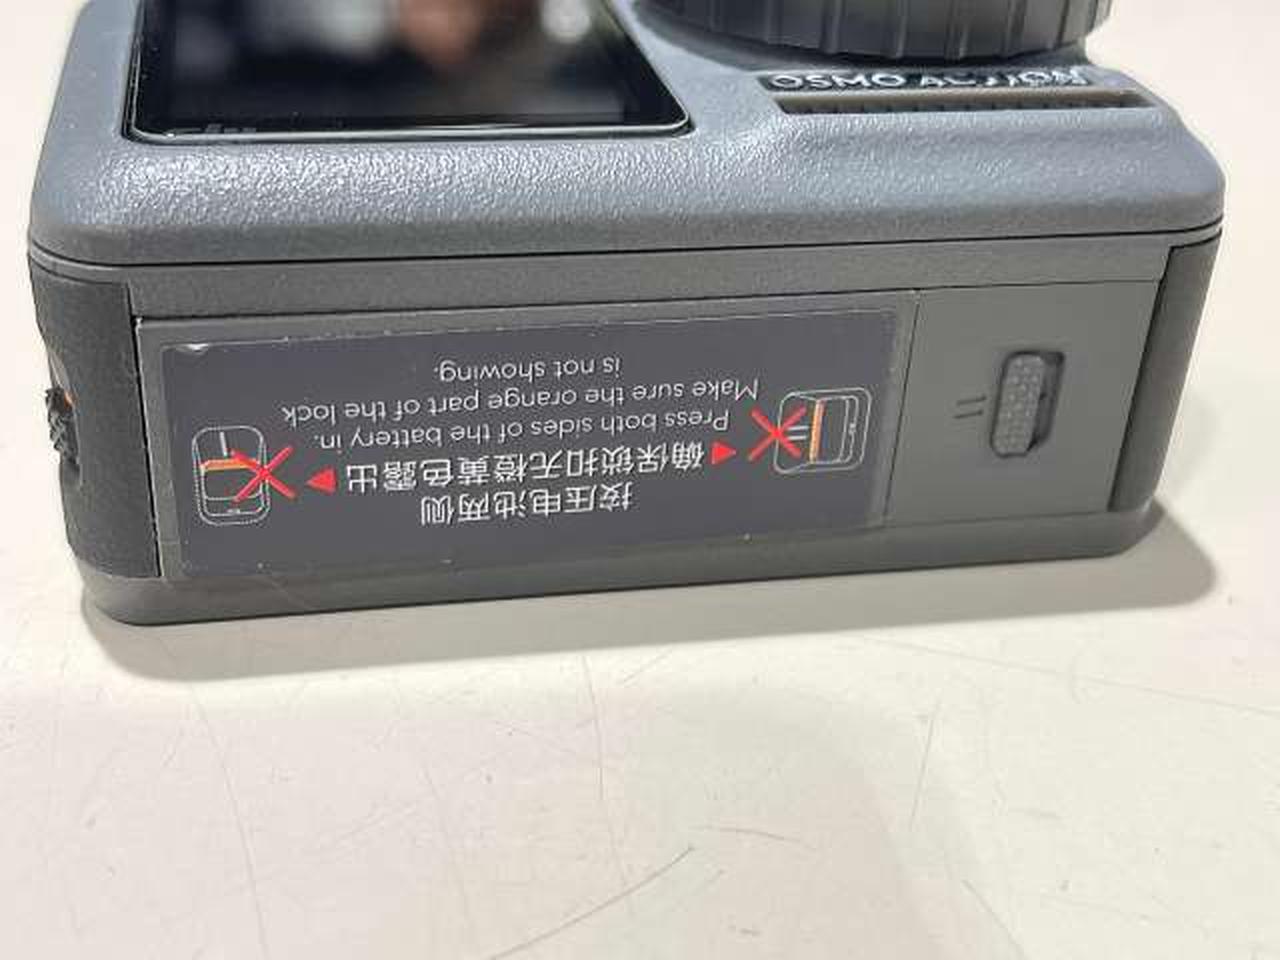 OSMO ACTION
按压电池两侧
确保锁扣无橙黄色露出
Press both sides of the battery in.
Make sure the orange part of the lock
is not showing.